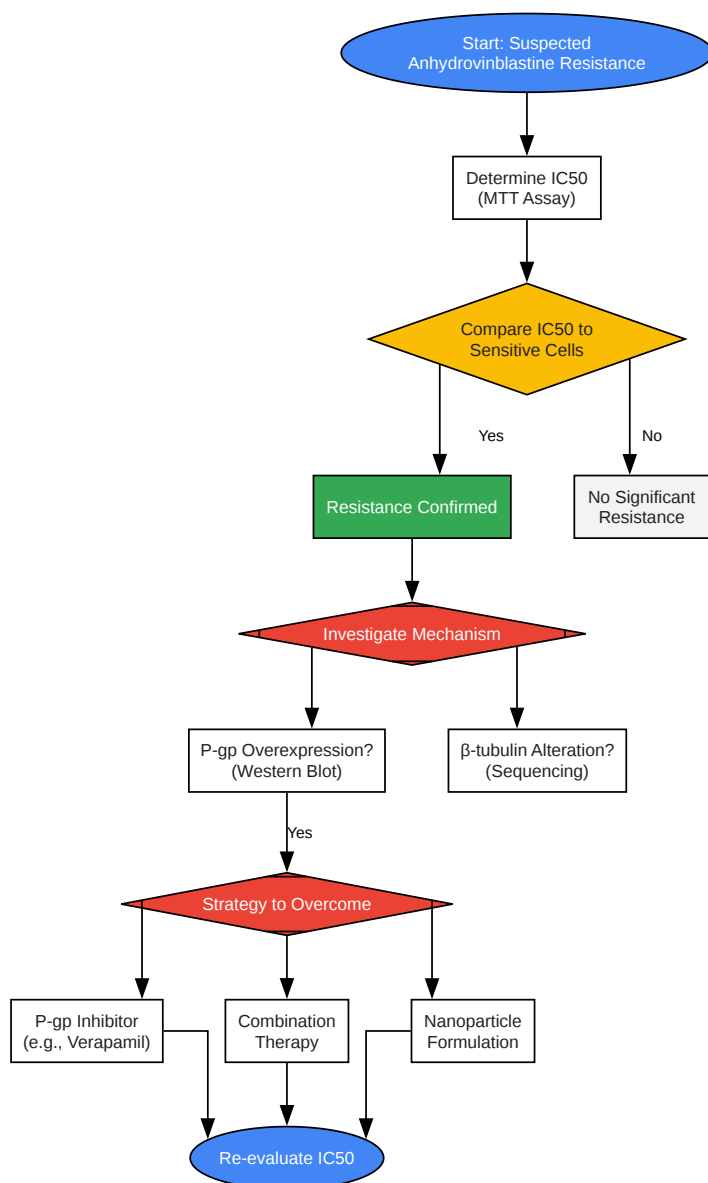 Start: Suspected
Anhydrovinblastine Resistance
Determine IC50
(MTT Assay)
Compare IC50 to
Sensitive Cells
Yes
No
Resistance Confirmed
No Significant
Resistance
Investigate Mechanism
P-gp Overexpression?
(Western Blot)
β-tubulin Alteration?
(Sequencing)
Yes
Strategy to Overcome
P-gp Inhibitor
(e.g., Verapamil)
Combination
Therapy
Nanoparticle
Formulation
Re-evaluate IC50